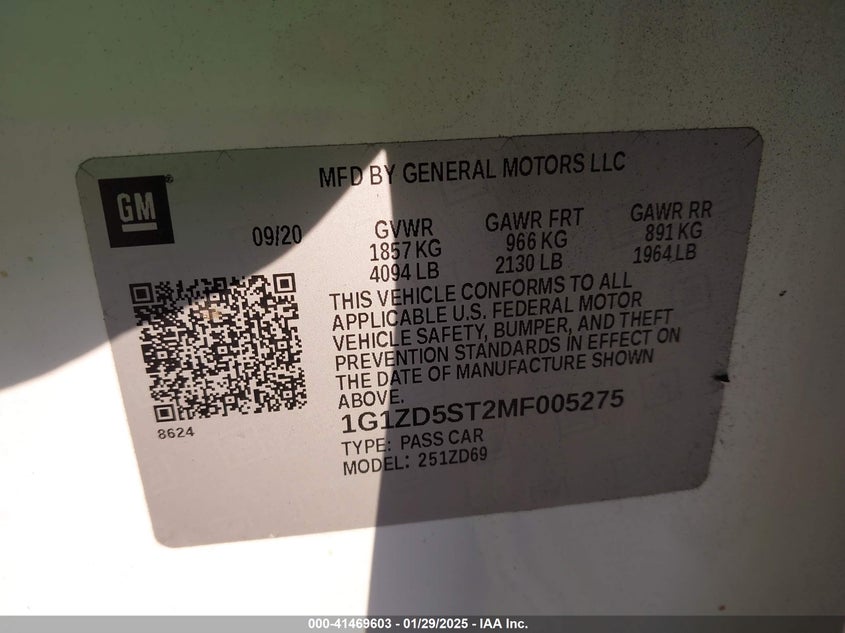 MFD BY GENERAL MOTORS LLC
GM®
09/20
GVWR
1857 KG
4094 LB
GAWR FRT
966 KG
2130 LB
GAWR RR
891 KG
1964 LB
THIS VEHICLE CONFORMS TO ALL
APPLICABLE U.S. FEDERAL MOTOR
VEHICLE SAFETY, BUMPER, AND THEFT
PREVENTION STANDARDS IN EFFECT ON
THE DATE OF MANUFACTURE SHOWN
ABOVE.
8624
1G1ZD5ST2MF005275
TYPE: PASS CAR
MODEL: 251ZD69
000-41469603 - 01/29/2025 - IAA Inc.